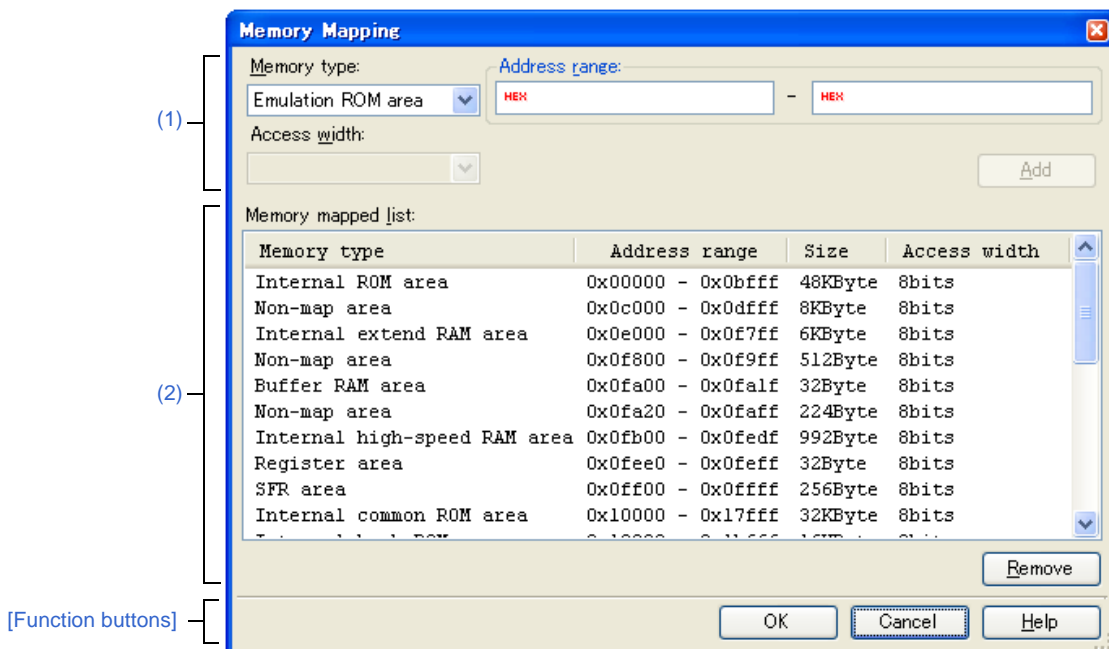 Memory Mapping
Memory type: Address range:
Emulation ROM area HEX - HEX
(1)
Access width:
Add
Memory mapped list:
Memory type Address range Size Access width
Internal ROM area 0x00000 - 0x0bfff 48KByte 8bits
Non-map area 0x0c000 - 0x0dfff 8KByte 8bits
Internal extend RAM area 0x0e000 - 0x0f7ff 6KByte 8bits
Non-map area 0x0f800 - 0x0f9ff 512Byte 8bits
Buffer RAM area 0x0fa00 - 0x0fa1f 32Byte 8bits
(2)
Non-map area 0x0fa20 - 0x0faff 224Byte 8bits
Internal high-speed RAM area 0x0fb00 - 0x0fedf 992Byte 8bits
Register area 0x0fee0 - 0x0feff 32Byte 8bits
SFR area 0x0ff00 - 0x0ffff 256Byte 8bits
Internal common ROM area 0x10000 - 0x17fff 32KByte 8bits
Remove
[Function buttons]
OK Cancel Help